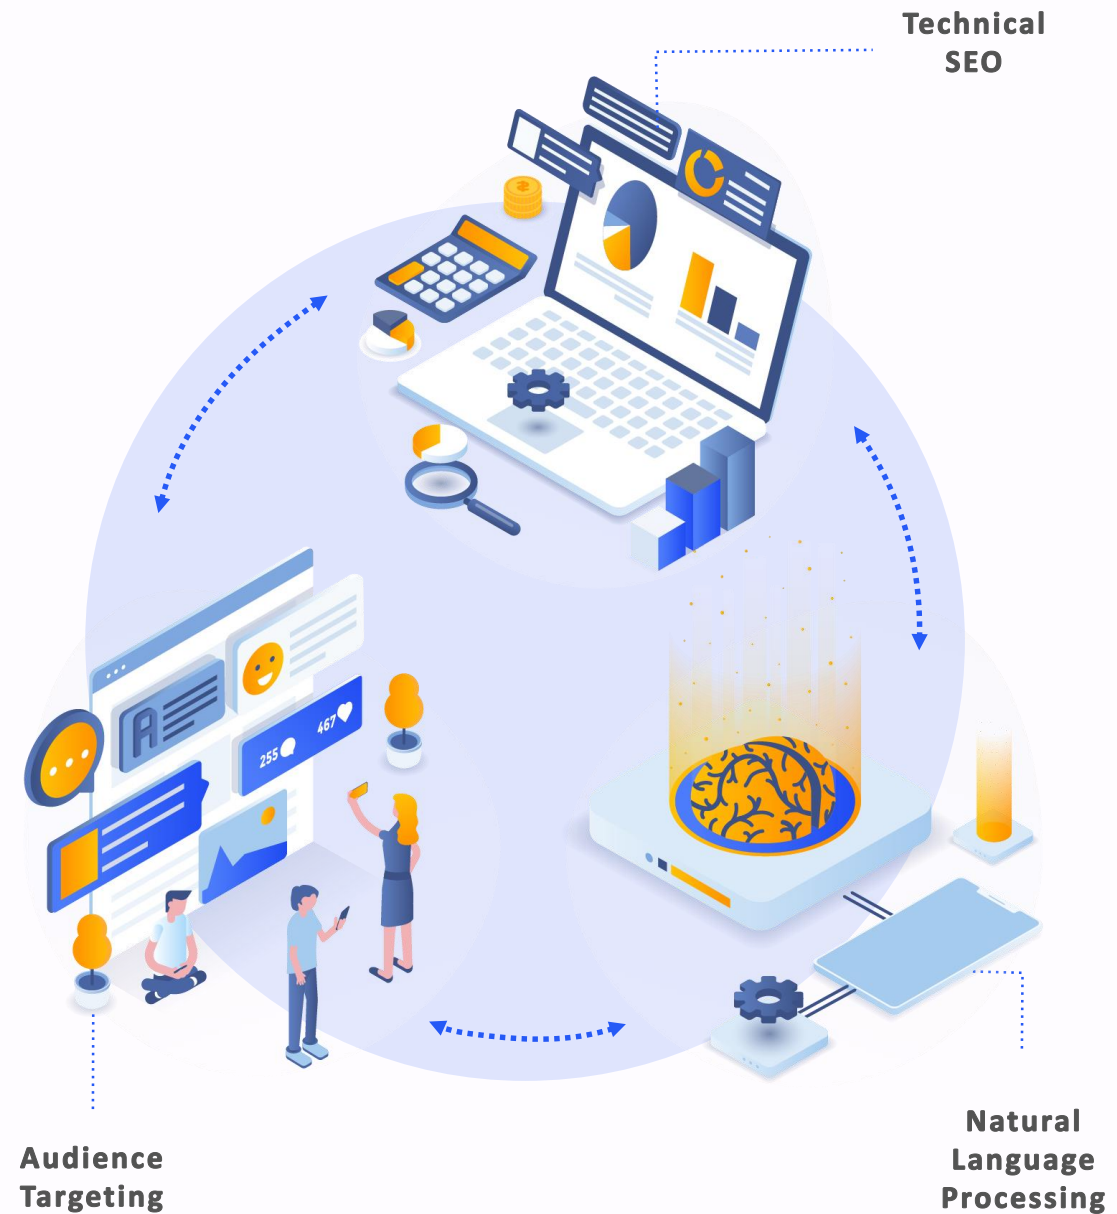 Technical
SEO
A
255
467
Audience
Targeting
Natural
Language
Processing